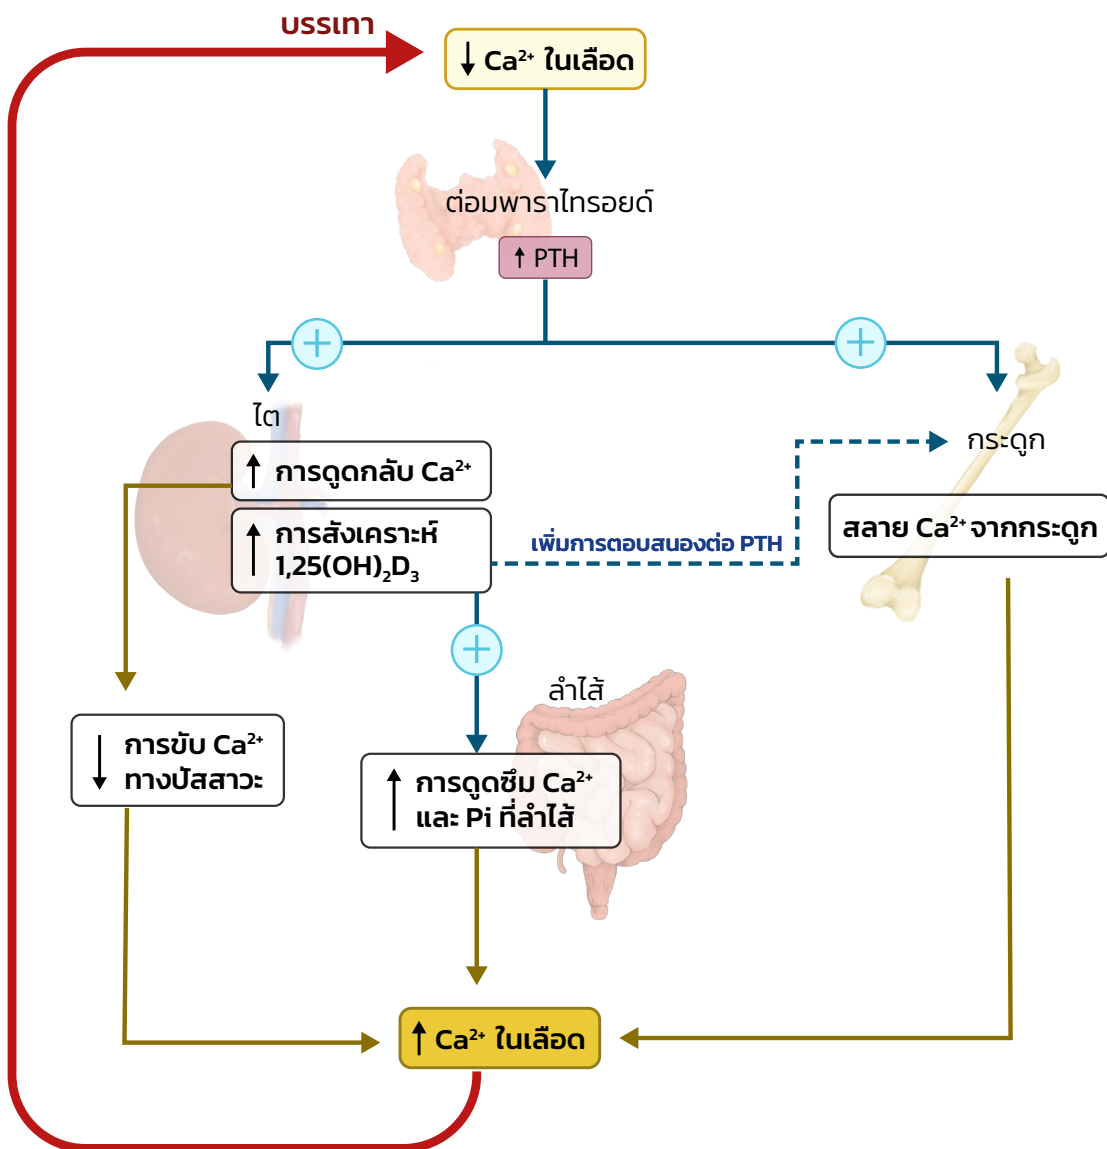 บรรเทา
↓ Ca²⁺ ในเลือด
ต่อมพาราไทรอยด์
↑ PTH
ไต
↑ การดูดกลับ Ca²⁺
↑ การสังเคราะห์
1,25(OH)₂D₃
เพิ่มการตอบสนองต่อ PTH
กระดูก
สลาย Ca²⁺ จากกระดูก
ลำไส้
↓ การขับ Ca²⁺
ทางปัสสาวะ
↑ การดูดซึม Ca²⁺
และ Pi ที่ลำไส้
↑ Ca²⁺ ในเลือด